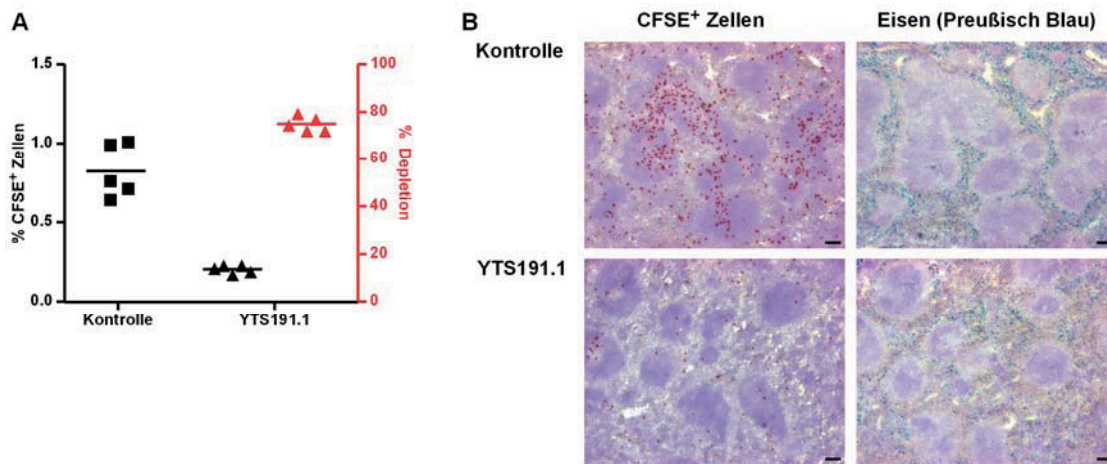 A
1.5
1.0
0.5
0.0
% CFSE+ Zellen
Kontrolle
YTS191.1
100
80
60
40
20
0
% Depletion
B
CFSE+ Zellen
Eisen (Preußisch Blau)
Kontrolle
YTS191.1